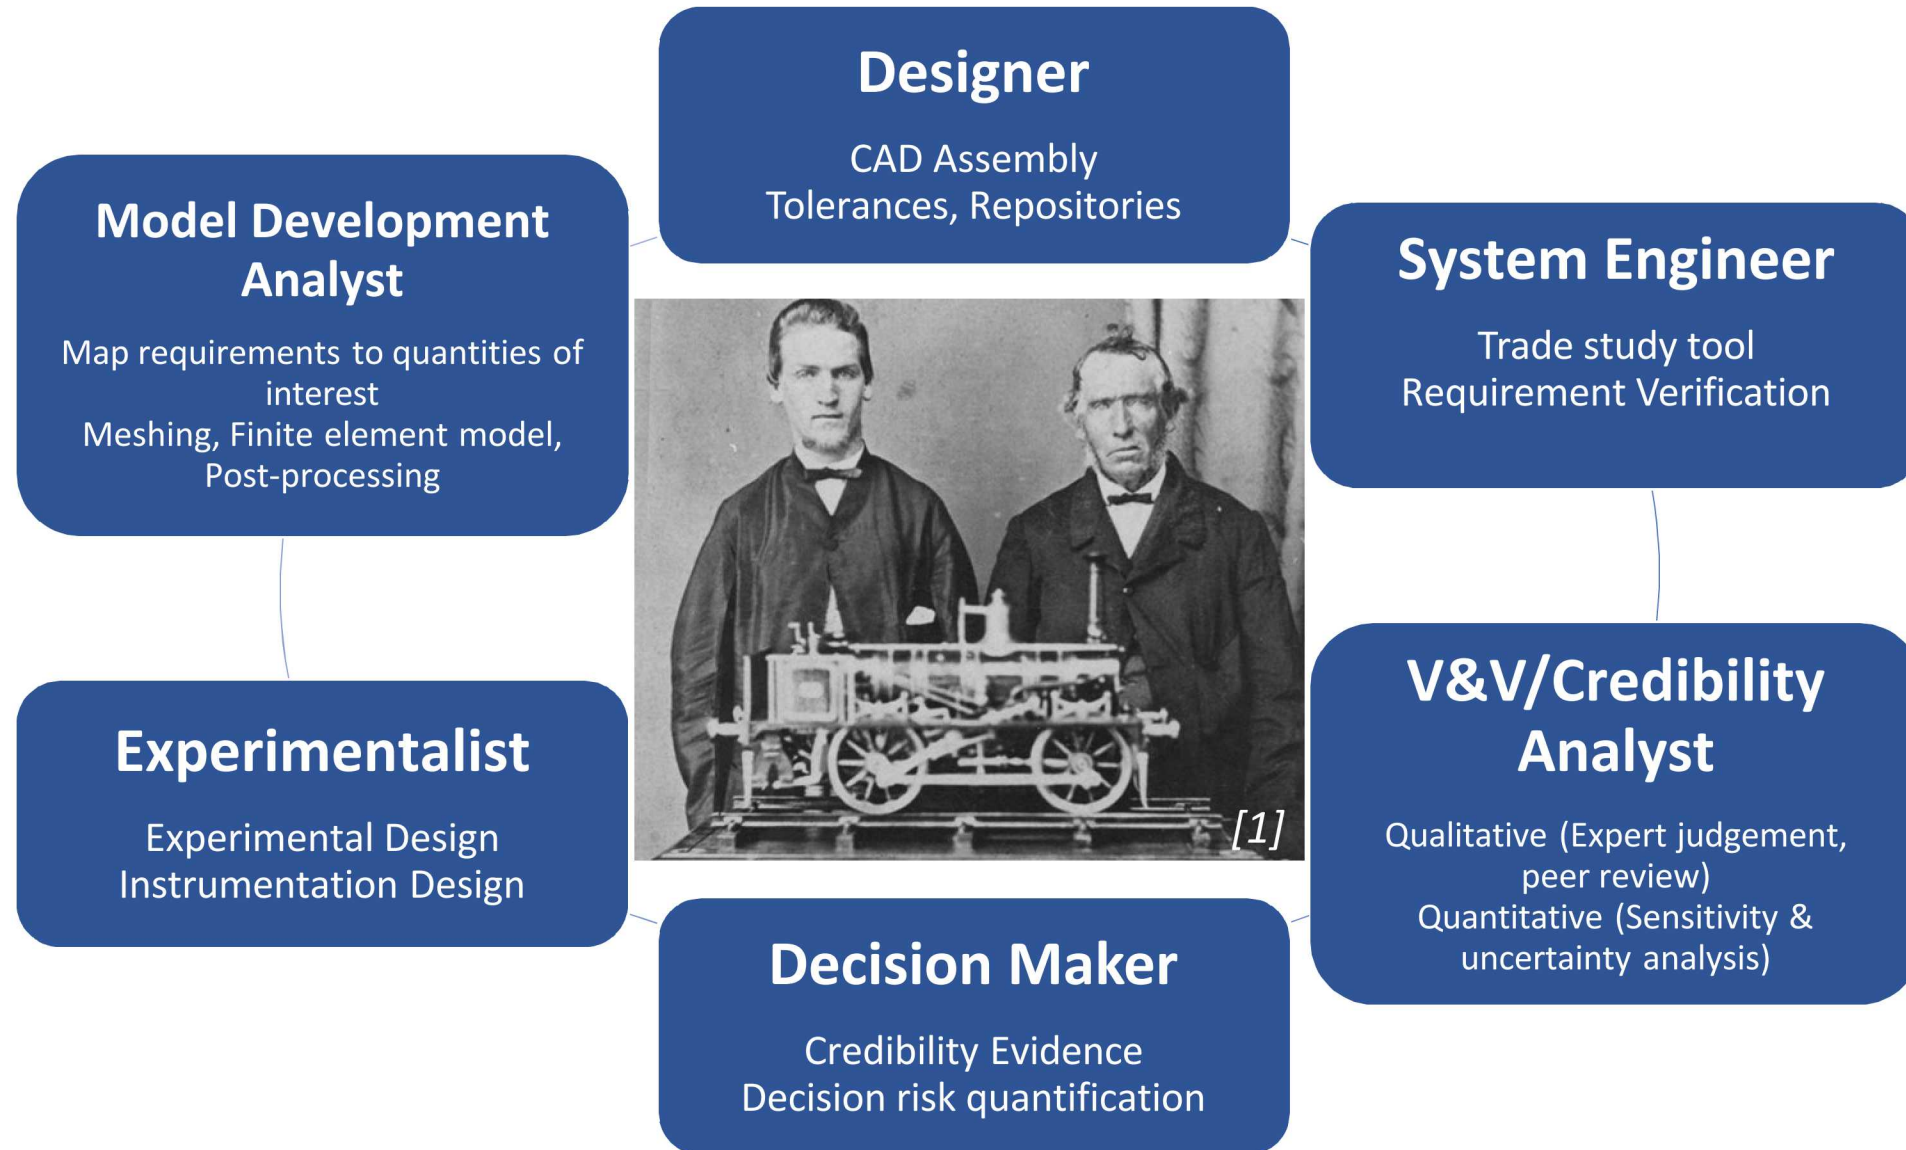 Designer
CAD Assembly
Tolerances, Repositories
System Engineer
Trade study tool
Requirement Verification
V&V/Credibility
Analyst
Qualitative (Expert judgement,
peer review)
Quantitative (Sensitivity &
uncertainty analysis)
Decision Maker
Credibility Evidence
Decision risk quantification
Experimentalist
Experimental Design
Instrumentation Design
Model Development
Analyst
Map requirements to quantities of
interest
Meshing, Finite element model,
Post-processing
[1]